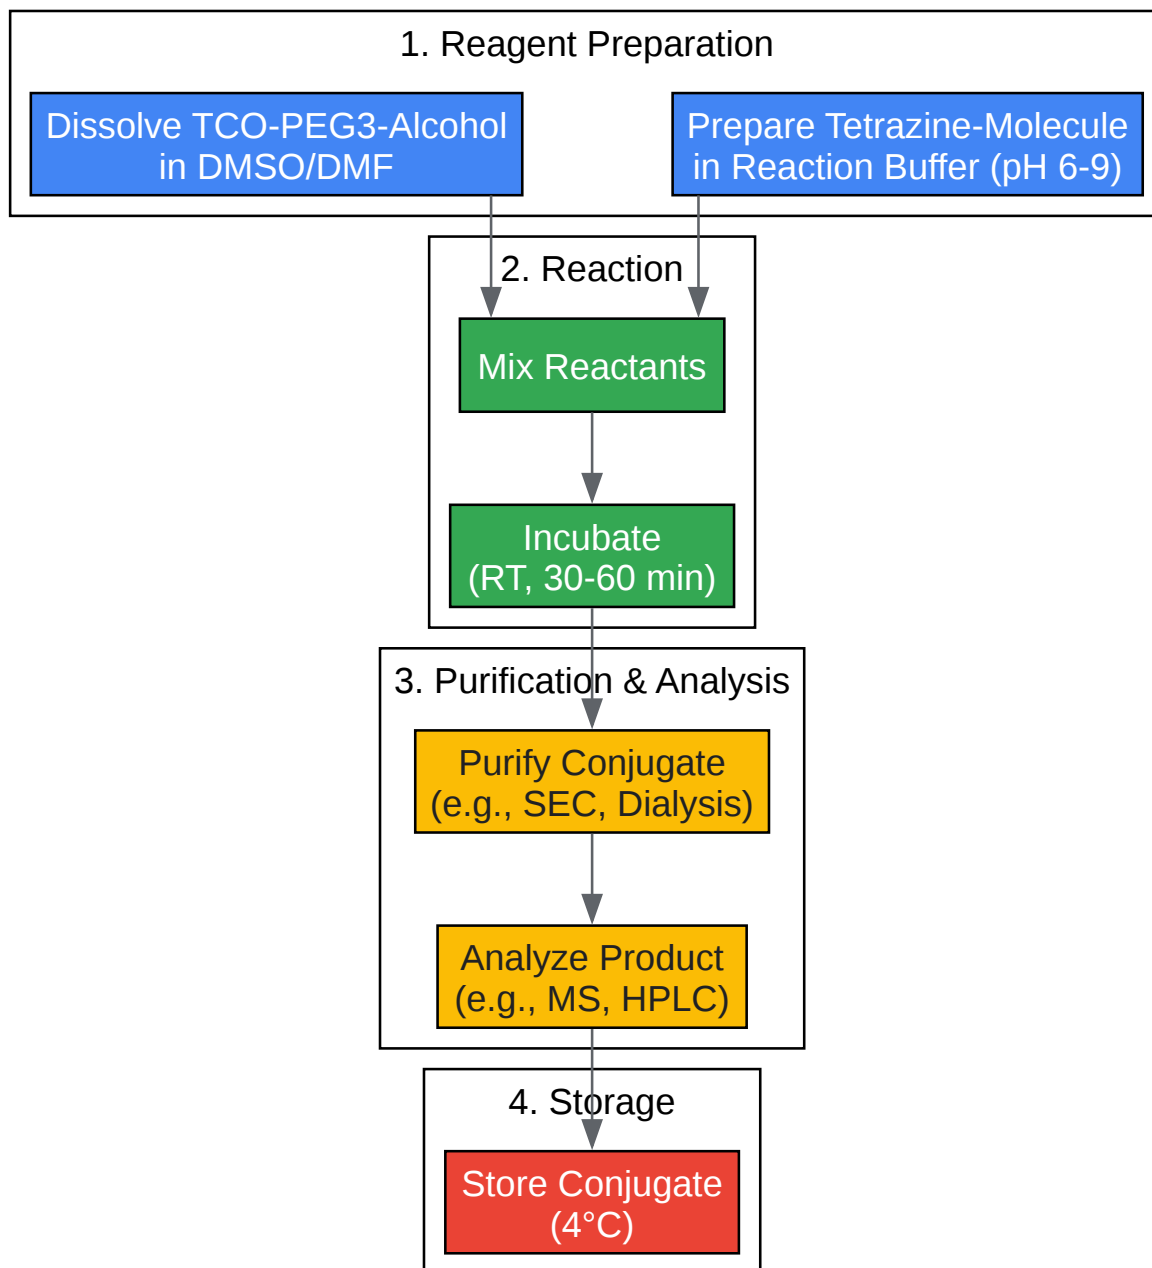 1. Reagent Preparation
Dissolve TCO-PEG3-Alcohol
in DMSO/DMF
Prepare Tetrazine-Molecule
in Reaction Buffer (pH 6-9)
2. Reaction
Mix Reactants
Incubate
(RT, 30-60 min)
3. Purification & Analysis
Purify Conjugate
(e.g., SEC, Dialysis)
Analyze Product
(e.g., MS, HPLC)
4. Storage
Store Conjugate
(4°C)